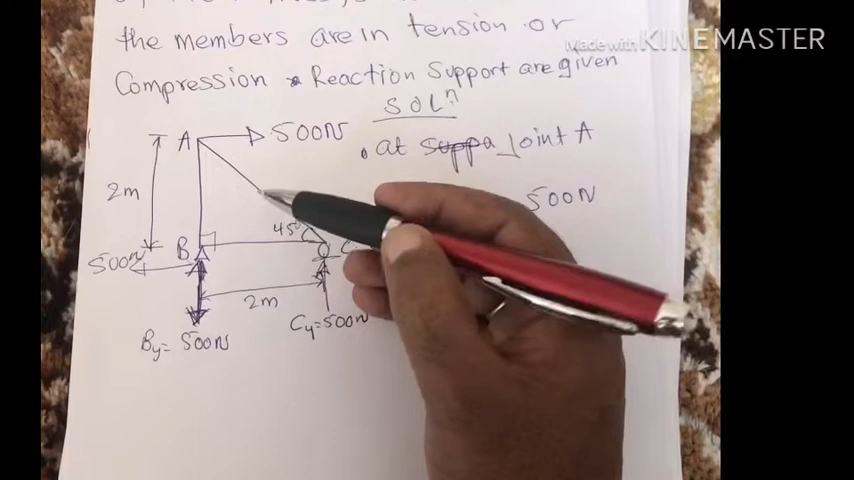 the members are in tension or
Made with KINEMASTER
Compression Reaction Support are given
SOLn
A 500N
at Joint A
2m
500N
45°
B
C
500N
2m
Cy=500N
By= 500N